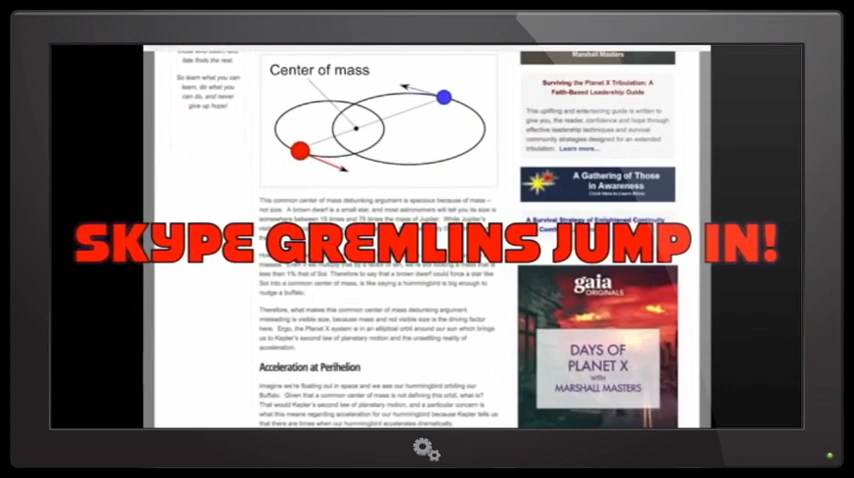 fate finds the rest.
So learn what you can
learn, do what you
can do, and never
give up hope!
Center of mass
This common center of mass debunking argument is specious because of mass –
not size. A brown dwarf is a small star, and most astronomers will tell you its size is
somewhere between 15 times and 75 times the mass of Jupiter. While Jupiter's
SKYPE GREMLINS JUMP IN!
less than 1% that of Sol. Therefore to say that a brown dwarf could force a star like
Sol into a common center of mass, is like saying a hummingbird is big enough to
nudge a buffalo.
Therefore, what makes this common center of mass debunking argument
misleading is visible size, because mass and not visible size is the driving factor
here. Ergo, the Planet X system is in an elliptical orbit around our sun which brings
us to Kepler's second law of planetary motion and the unsettling reality of
acceleration.
Acceleration at Perihelion
Imagine we're floating out in space and we see our hummingbird orbiting our
Buffalo. Given that a common center of mass is not defining this orbit, what is?
That would Kepler's second law of planetary motion, and a particular concern is
what this means regarding acceleration for our hummingbird because Kepler tells us
that there are times when our hummingbird accelerates dramatically.
Marshall Masters
Surviving the Planet X Tribulation: A
Faith-Based Leadership Guide
This uplifting and entertaining guide is written to
give you, the reader, confidence and hope through
effective leadership techniques and survival
community strategies designed for an extended
tribulation. Learn more...
A Gathering of Those
in Awareness
Click Here to Learn More
A Survival Strategy of Enlightened Continuity
gaia
ORIGINALS
DAYS OF
PLANET X
WITH
MARSHALL MASTERS